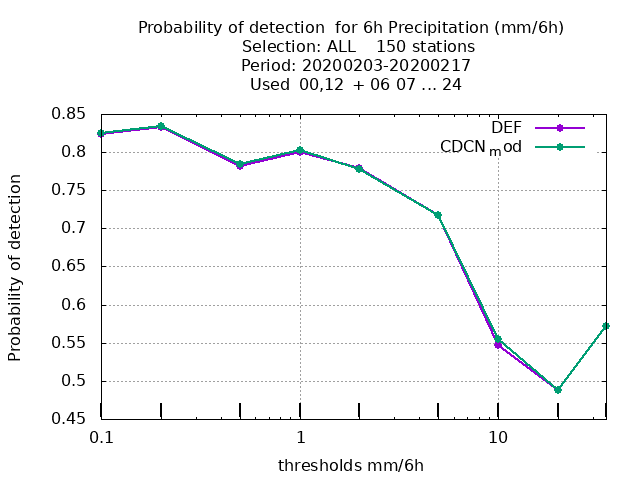 Probability of detection  for 6h Precipitation (mm/6h)
Selection: ALL    150 stations
Period: 20200203-20200217
Used  00,12  + 06 07 ... 24
DEF
CDCNmod
0.85
0.8
0.75
0.7
0.65
0.6
0.55
0.5
0.45
Probability of detection
0.1 1 10
thresholds mm/6h